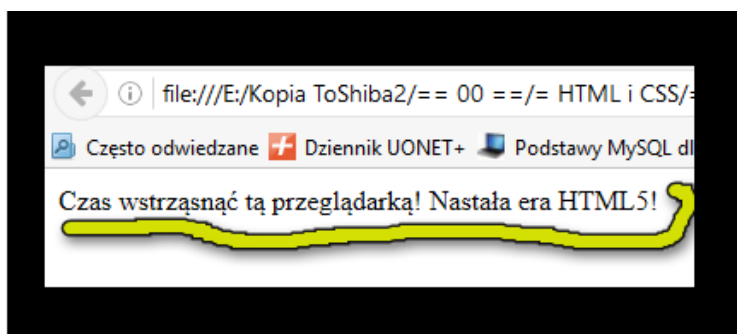 file:///E:/Kopia ToShiba2/== 00 ==/= HTML i CSS/=
Często odwiedzane Dziennik UONET+ Podstawy MySQL dl
Czas wstrząsnąć tą przeglądarką! Nastała era HTML5!